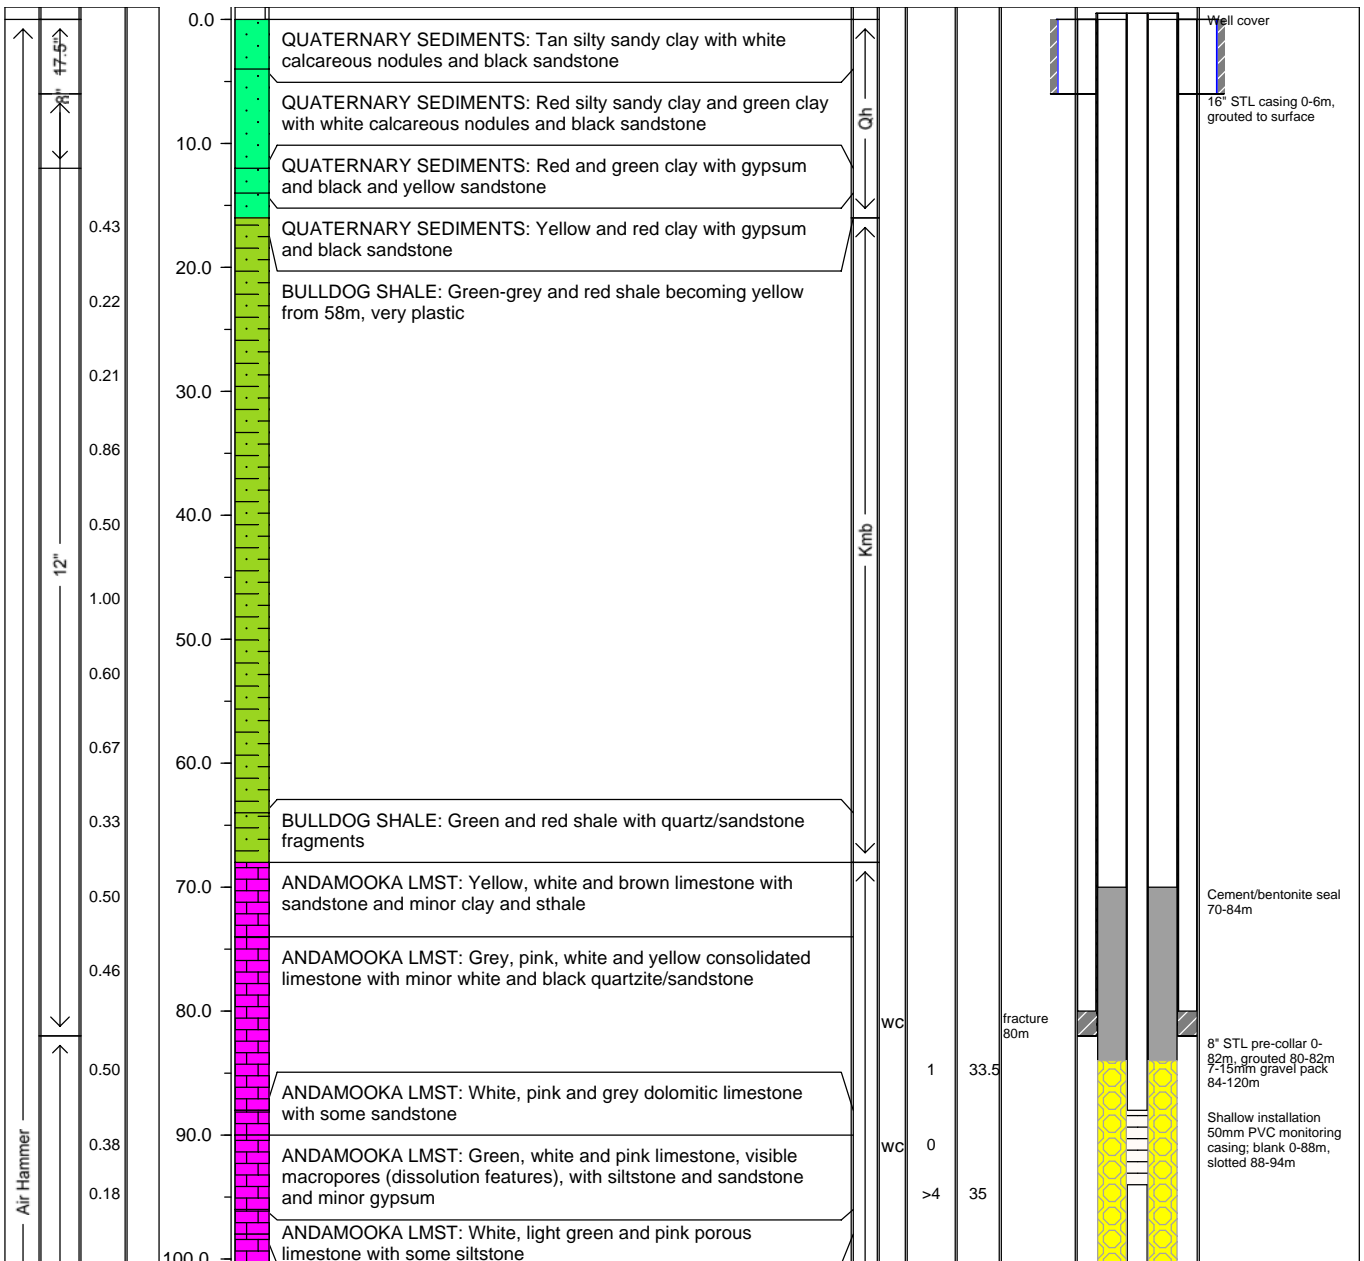 0.0
10.0
20.0
30.0
40.0
50.0
60.0
70.0
80.0
90.0
100.0
Air Hammer
17.5"
8"
12"
0.43
0.22
0.21
0.86
0.50
1.00
0.60
0.67
0.33
0.50
0.46
0.50
0.38
0.18
QUATERNARY SEDIMENTS: Tan silty sandy clay with white
calcareous nodules and black sandstone
QUATERNARY SEDIMENTS: Red silty sandy clay and green clay
with white calcareous nodules and black sandstone
QUATERNARY SEDIMENTS: Red and green clay with gypsum
and black and yellow sandstone
QUATERNARY SEDIMENTS: Yellow and red clay with gypsum
and black sandstone
BULLDOG SHALE: Green-grey and red shale becoming yellow
from 58m, very plastic
BULLDOG SHALE: Green and red shale with quartz/sandstone
fragments
ANDAMOOKA LMST: Yellow, white and brown limestone with
sandstone and minor clay and sthale
ANDAMOOKA LMST: Grey, pink, white and yellow consolidated
limestone with minor white and black quartzite/sandstone
ANDAMOOKA LMST: White, pink and grey dolomitic limestone
with some sandstone
ANDAMOOKA LMST: Green, white and pink limestone, visible
macropores (dissolution features), with siltstone and sandstone
and minor gypsum
ANDAMOOKA LMST: White, light green and pink porous
limestone with some siltstone
Qh
Kmb
WC
WC
1
0
>4
33.5
35
fracture
80m
Well cover
16" STL casing 0-6m,
grouted to surface
Cement/bentonite seal
70-84m
8" STL pre-collar 0-
82m, grouted 80-82m
7-15mm gravel pack
84-120m
Shallow installation
50mm PVC monitoring
casing; blank 0-88m,
slotted 88-94m